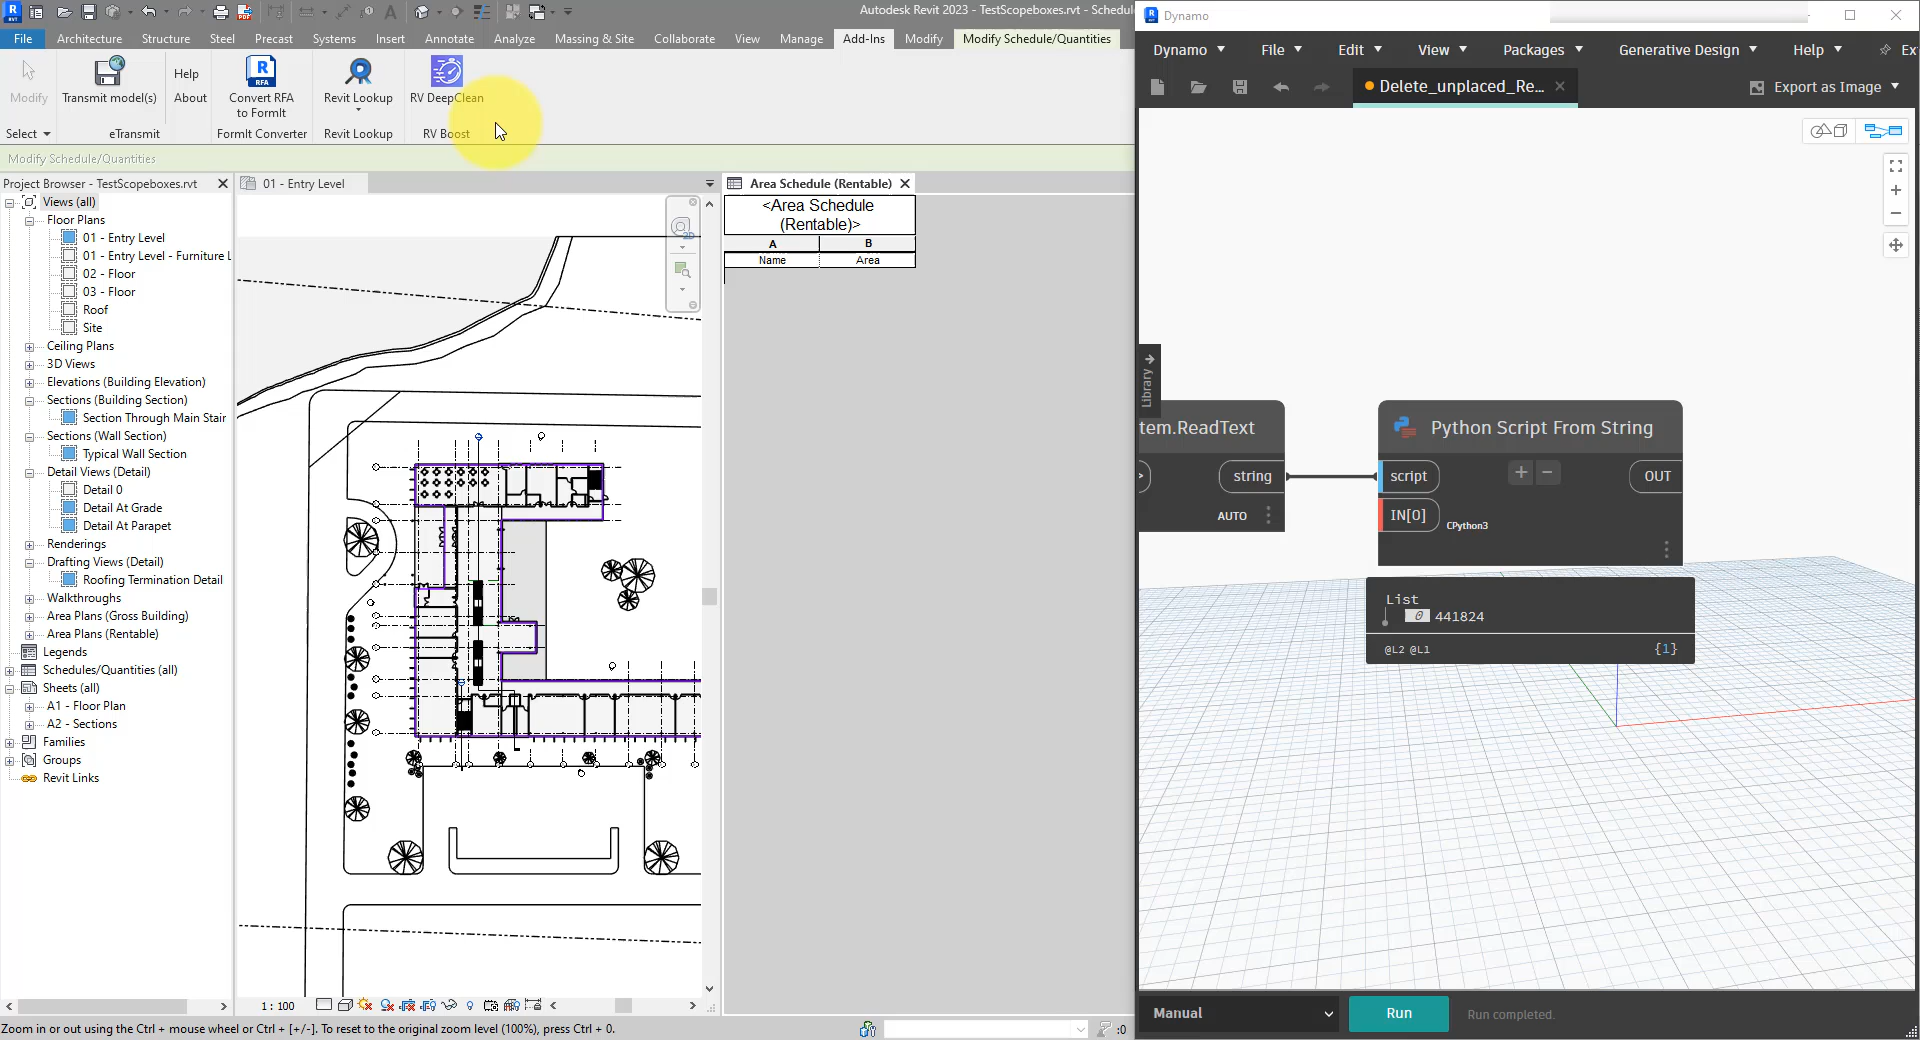 Autodesk Revit 2023 - TestScopeboxes.rvt - Schedul
File Architecture Structure Steel Precast Systems Insert Annotate Analyze Massing & Site Collaborate View Manage Add-Ins Modify Modify Schedule/Quantities
Modify
Transmit model(s)
Help
About
Convert RFA
to FormIt
Revit Lookup
RV DeepClean
Select
eTransmit
FormIt Converter
Revit Lookup
RV Boost
Modify Schedule/Quantities
Project Browser - TestScopeboxes.rvt
Views (all)
Floor Plans
01 - Entry Level
01 - Entry Level - Furniture L
02 - Floor
03 - Floor
Roof
Site
Ceiling Plans
3D Views
Elevations (Building Elevation)
Sections (Building Section)
Section Through Main Stair
Sections (Wall Section)
Typical Wall Section
Detail Views (Detail)
Detail 0
Detail At Grade
Detail At Parapet
Renderings
Drafting Views (Detail)
Roofing Termination Detail
Walkthroughs
Area Plans (Gross Building)
Area Plans (Rentable)
Legends
Schedules/Quantities (all)
Sheets (all)
A1 - Floor Plan
A2 - Sections
Families
Groups
Revit Links
01 - Entry Level
2D
1 : 100
Area Schedule (Rentable)
<Area Schedule
(Rentable)>
A B
Name Area
Zoom in or out using the Ctrl + mouse wheel or Ctrl + [+/-]. To reset to the original zoom level (100%), press Ctrl + 0.
:0
Dynamo
Dynamo File Edit View Packages Generative Design Help Ex
Delete_unplaced_Re...
Export as Image
Library
tem.ReadText
>
string
AUTO
Python Script From String
script
IN[0]
OUT
CPython3
List
0 441824
@L2 @L1
{1}
Manual
Run
Run completed.